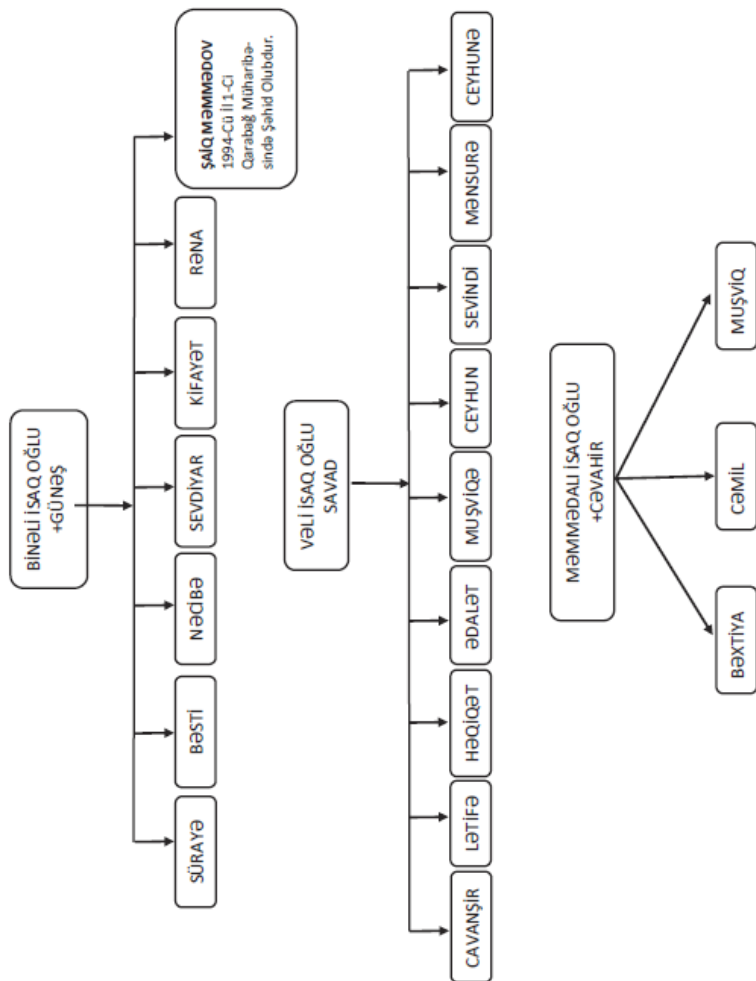 BİNƏLİ İSAQ OĞLU
+GÜNƏŞ
SÜRAYƏ
BƏSTİ
NƏCİBƏ
SEVDİYAR
KİFAYƏT
RƏNA
ŞAİQ MƏMMƏDOV
1994-Cü İl 1-Ci
Qarabağ Müharibə-
sində Şəhid Olubdur.
VƏLİ İSAQ OĞLU
SAVAD
CAVANŞİR
LƏTİFƏ
HƏQİQƏT
ƏDALƏT
MUŞVİQƏ
CEYHUN
SEVİNDİ
MƏNSURƏ
CEYHUNƏ
MƏMMƏDALI İSAQ OĞLU
+CƏVAHİR
BƏXTİYA
CƏMİL
MUŞVİQ